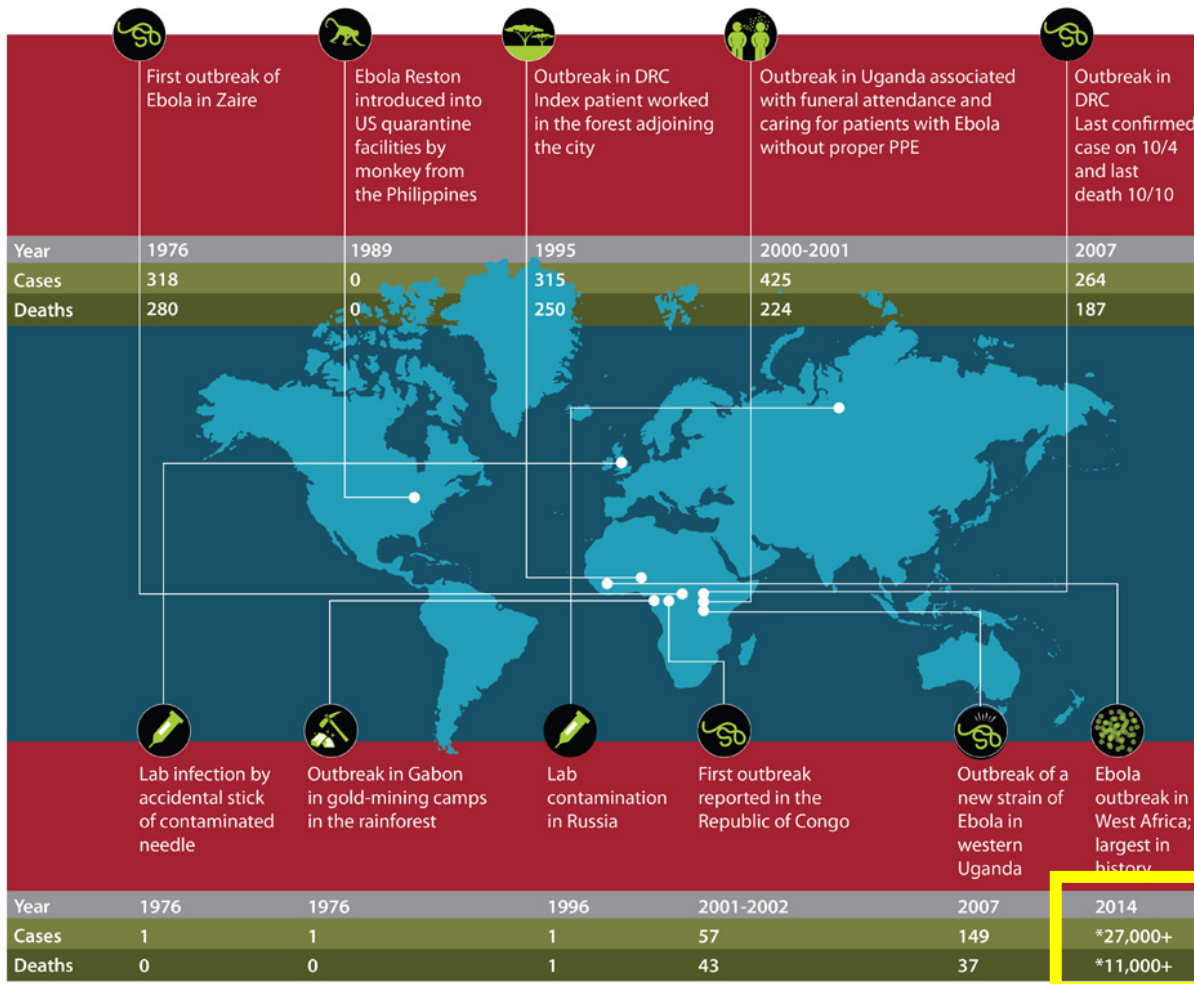 First outbreak of
Ebola in Zaire
Ebola Reston
introduced into
US quarantine
facilities by
monkey from
the Philippines
Outbreak in DRC
Index patient worked
in the forest adjoining
the city
Outbreak in Uganda associated
with funeral attendance and
caring for patients with Ebola
without proper PPE
Outbreak in
DRC
Last confirmed
case on 10/4
and last
death 10/10
Year 1976 1989 1995 2000-2001 2007
Cases 318 0 315 425 264
Deaths 280 0 250 224 187
Lab infection by
accidental stick
of contaminated
needle
Outbreak in Gabon
in gold-mining camps
in the rainforest
Lab
contamination
in Russia
First outbreak
reported in the
Republic of Congo
Outbreak of a
new strain of
Ebola in
western
Uganda
Ebola
outbreak in
West Africa;
largest in
history
Year 1976 1976 1996 2001-2002 2007 2014
Cases 1 1 1 57 149 *27,000+
Deaths 0 0 1 43 37 *11,000+